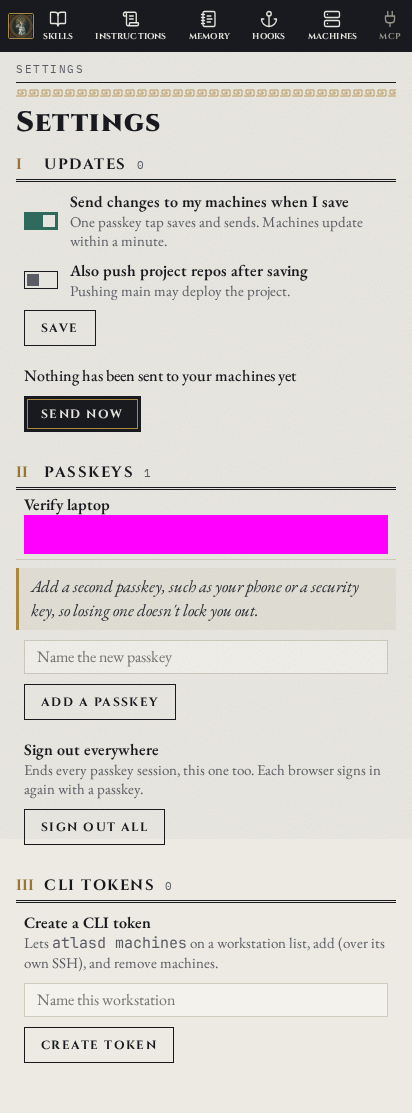 SKILLS INSTRUCTIONS MEMORY HOOKS MACHINES MCP
SETTINGS
SETTINGS
I UPDATES 0
Send changes to my machines when I save
One passkey tap saves and sends. Machines update
within a minute.
Also push project repos after saving
Pushing main may deploy the project.
SAVE
Nothing has been sent to your machines yet
SEND NOW
II PASSKEYS 1
Verify laptop
Add a second passkey, such as your phone or a security
key, so losing one doesn't lock you out.
Name the new passkey
ADD A PASSKEY
Sign out everywhere
Ends every passkey session, this one too. Each browser signs in
again with a passkey.
SIGN OUT ALL
III CLI TOKENS 0
Create a CLI token
Lets atlasd machines on a workstation list, add (over its
own SSH), and remove machines.
Name this workstation
CREATE TOKEN